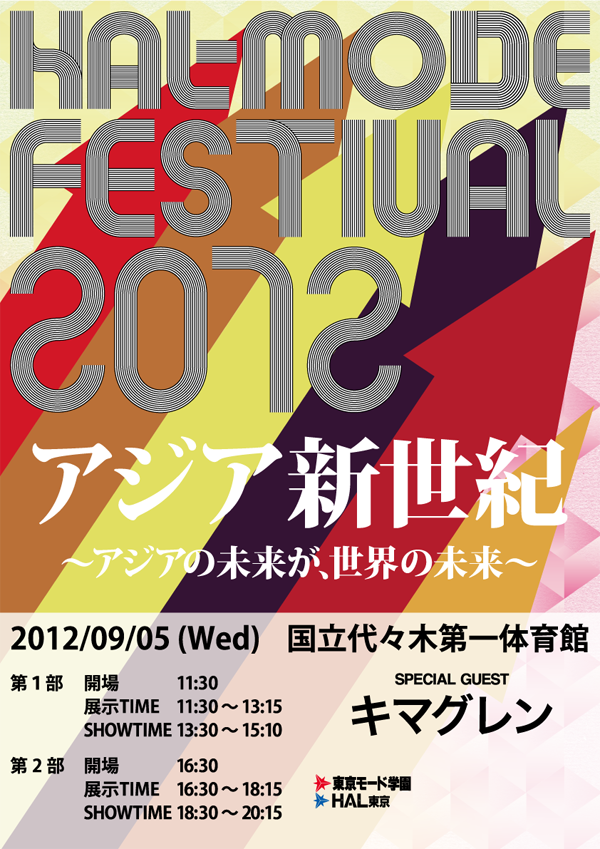 HAL-MODE
FESTIVAL
2012
アジア新世紀
～アジアの未来が、世界の未来～
2012/09/05 (Wed) 国立代々木第一体育館
第1部 開場 11:30
展示TIME 11:30～13:15
SHOWTIME 13:30～15:10
SPECIAL GUEST
キマグレン
第2部 開場 16:30
展示TIME 16:30～18:15
SHOWTIME 18:30～20:15
東京モード学園
HAL東京